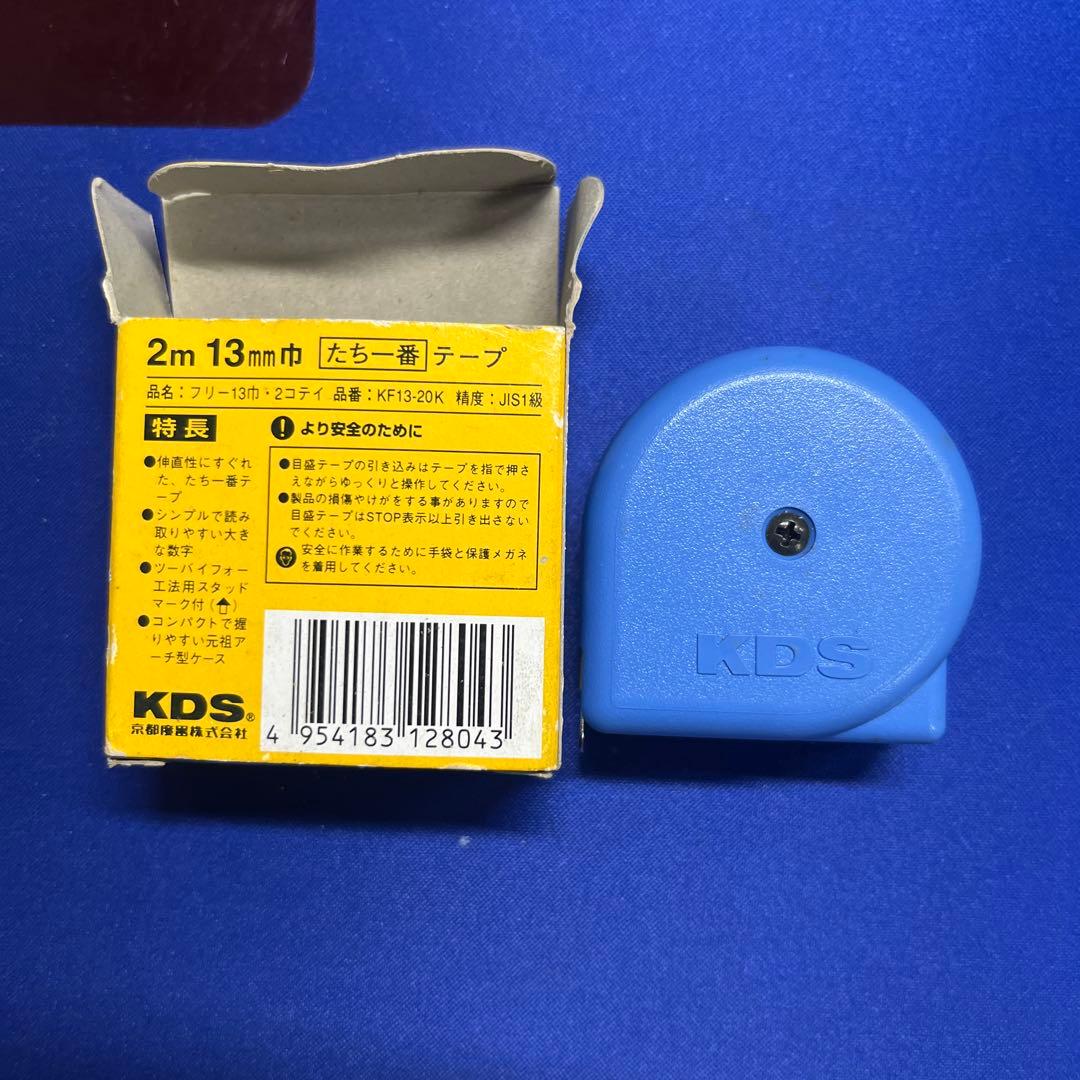 2m 13mm巾 たち一番 テープ
品名：フリー13巾・2コテイ 品番：KF13-20K 精度：JIS1級
特長
●伸直性にすぐれ
た、たち一番テ
ープ
●シンプルで読み
取りやすい大き
な数字
●ツーバイフォー
工法用スタッド
マーク付(⬆)
●コンパクトで握
りやすい元祖ア
ーチ型ケース
より安全のために
●目盛テープの引き込みはテープを指で押さ
えながらゆっくりと操作してください。
●製品の損傷やけがをする事がありますので
目盛テープはSTOP表示以上引き出さない
でください。
安全に作業するために手袋と保護メガネ
を着用してください。
KDS®
京都度器株式会社
4 954183 128043
KDS